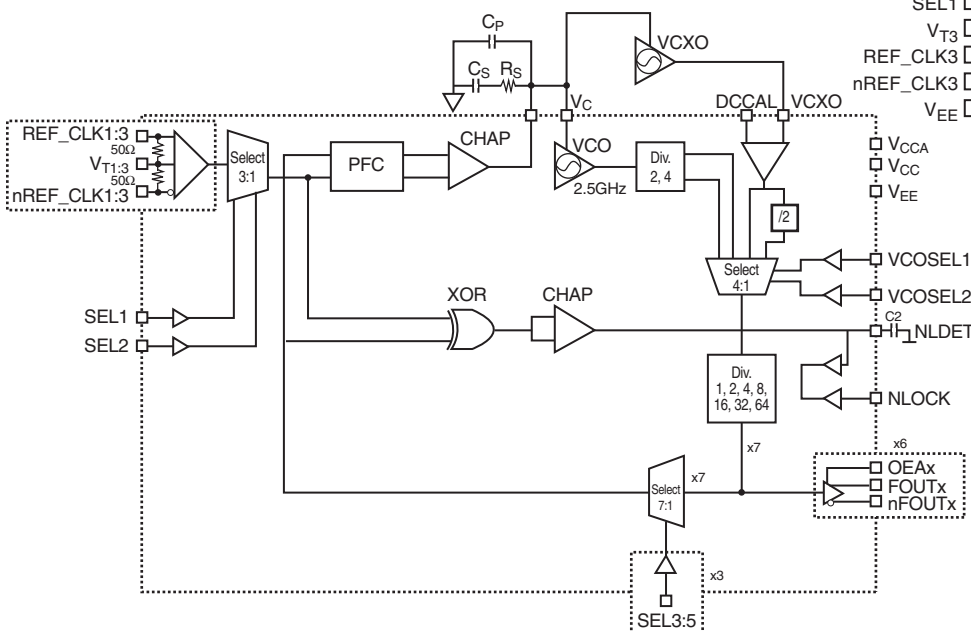 SEL1
VT3
REF_CLK3
nREF_CLK3
VEE
CP
CS RS
VCXO
VC
DCCAL VCXO
REF_CLK1:3
50Ω
VT1:3
50Ω
nREF_CLK1:3
Select
3:1
PFC
CHAP
VCO
2.5GHz
Div.
2, 4
/2
VCCA
VCC
VEE
Select
4:1
VCOSEL1
VCOSEL2
SEL1
SEL2
XOR
CHAP
C2
NLDET
NLOCK
Div.
1, 2, 4, 8,
16, 32, 64
x7
x7
Select
7:1
x6
OEAx
FOUTx
nFOUTx
x3
SEL3:5